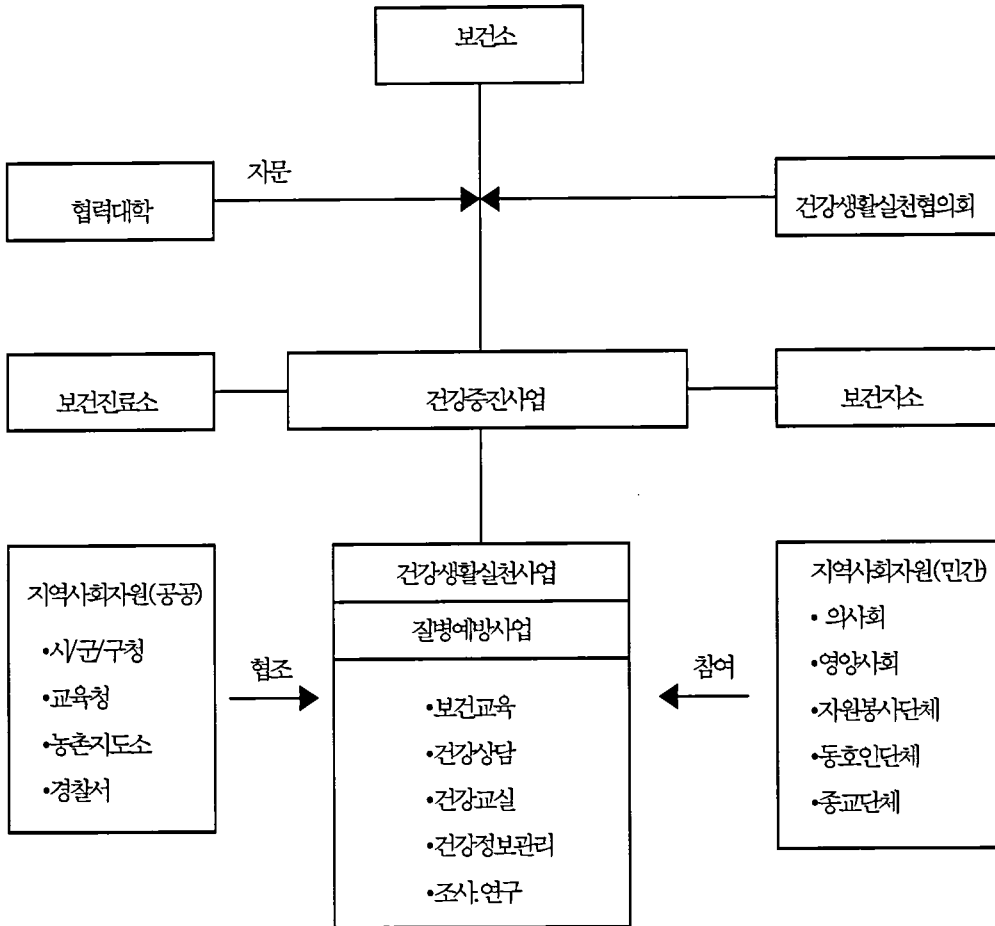 보건소
자문
협력대학
건강생활실천협의회
보건진료소
건강증진사업
보건지소
지역사회자원(공공)
•시/군/구청
•교육청
•농촌지도소
•경찰서
협조
건강생활실천사업
질병예방사업
•보건교육
•건강상담
•건강교실
•건강정보관리
•조사·연구
참여
지역사회자원(민간)
• 의사회
•영양사회
•자원봉사단체
•동호인단체
•종교단체